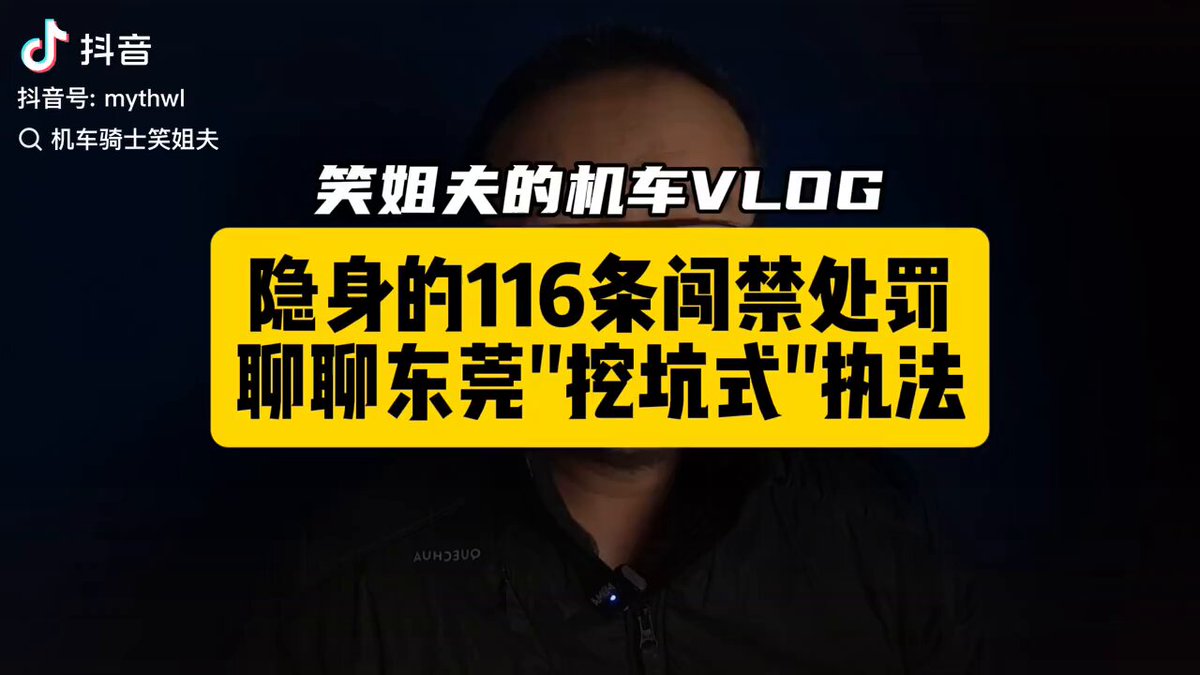 抖音
抖音号: mythwl
机车骑士笑姐夫
笑姐夫的机车VLOG
隐身的116条闯禁处罚
聊聊东莞"挖坑式"执法
QUECHUA